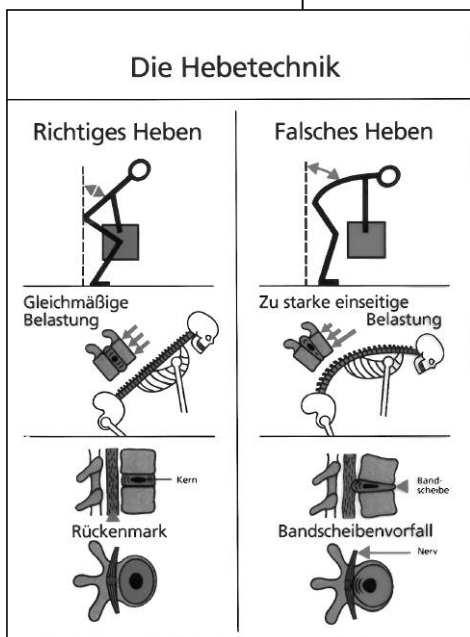 Die Hebetechnik
Richtiges Heben
Falsches Heben
Gleichmäßige
Belastung
Zu starke einseitige
Belastung
Kern
Band-
scheibe
Rückenmark
Bandscheibenvorfall
Nerv